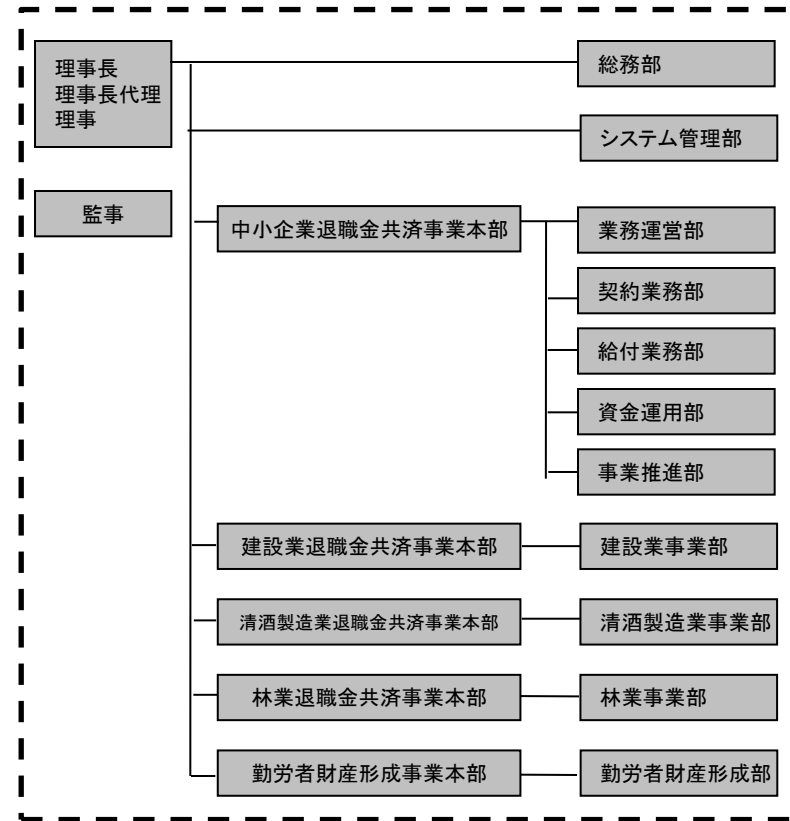 理事長
理事長代理
理事
総務部
システム管理部
監事
中小企業退職金共済事業本部
業務運営部
契約業務部
給付業務部
資金運用部
事業推進部
建設業退職金共済事業本部
建設業事業部
清酒製造業退職金共済事業本部
清酒製造業事業部
林業退職金共済事業本部
林業事業部
勤労者財産形成事業本部
勤労者財産形成部